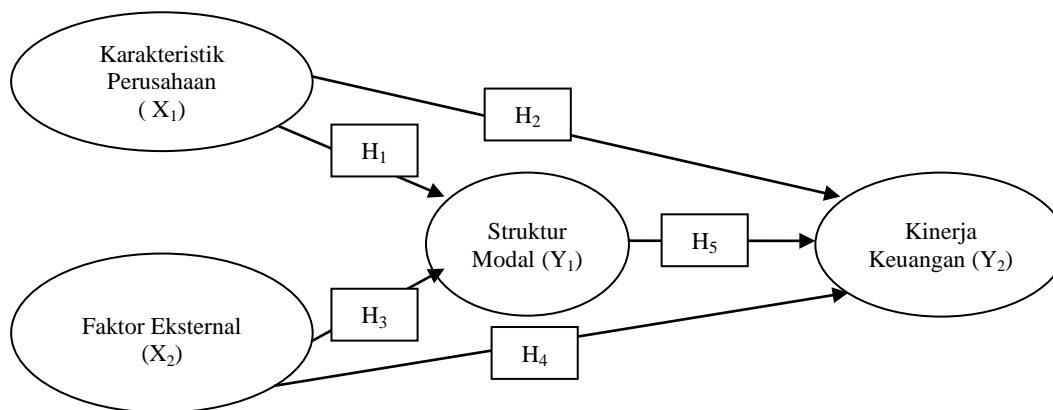 Karakteristik
Perusahaan
( X₁)
H₂
H₁
Struktur
Modal (Y₁)
H₅
Kinerja
Keuangan (Y₂)
H₃
Faktor Eksternal
(X₂)
H₄